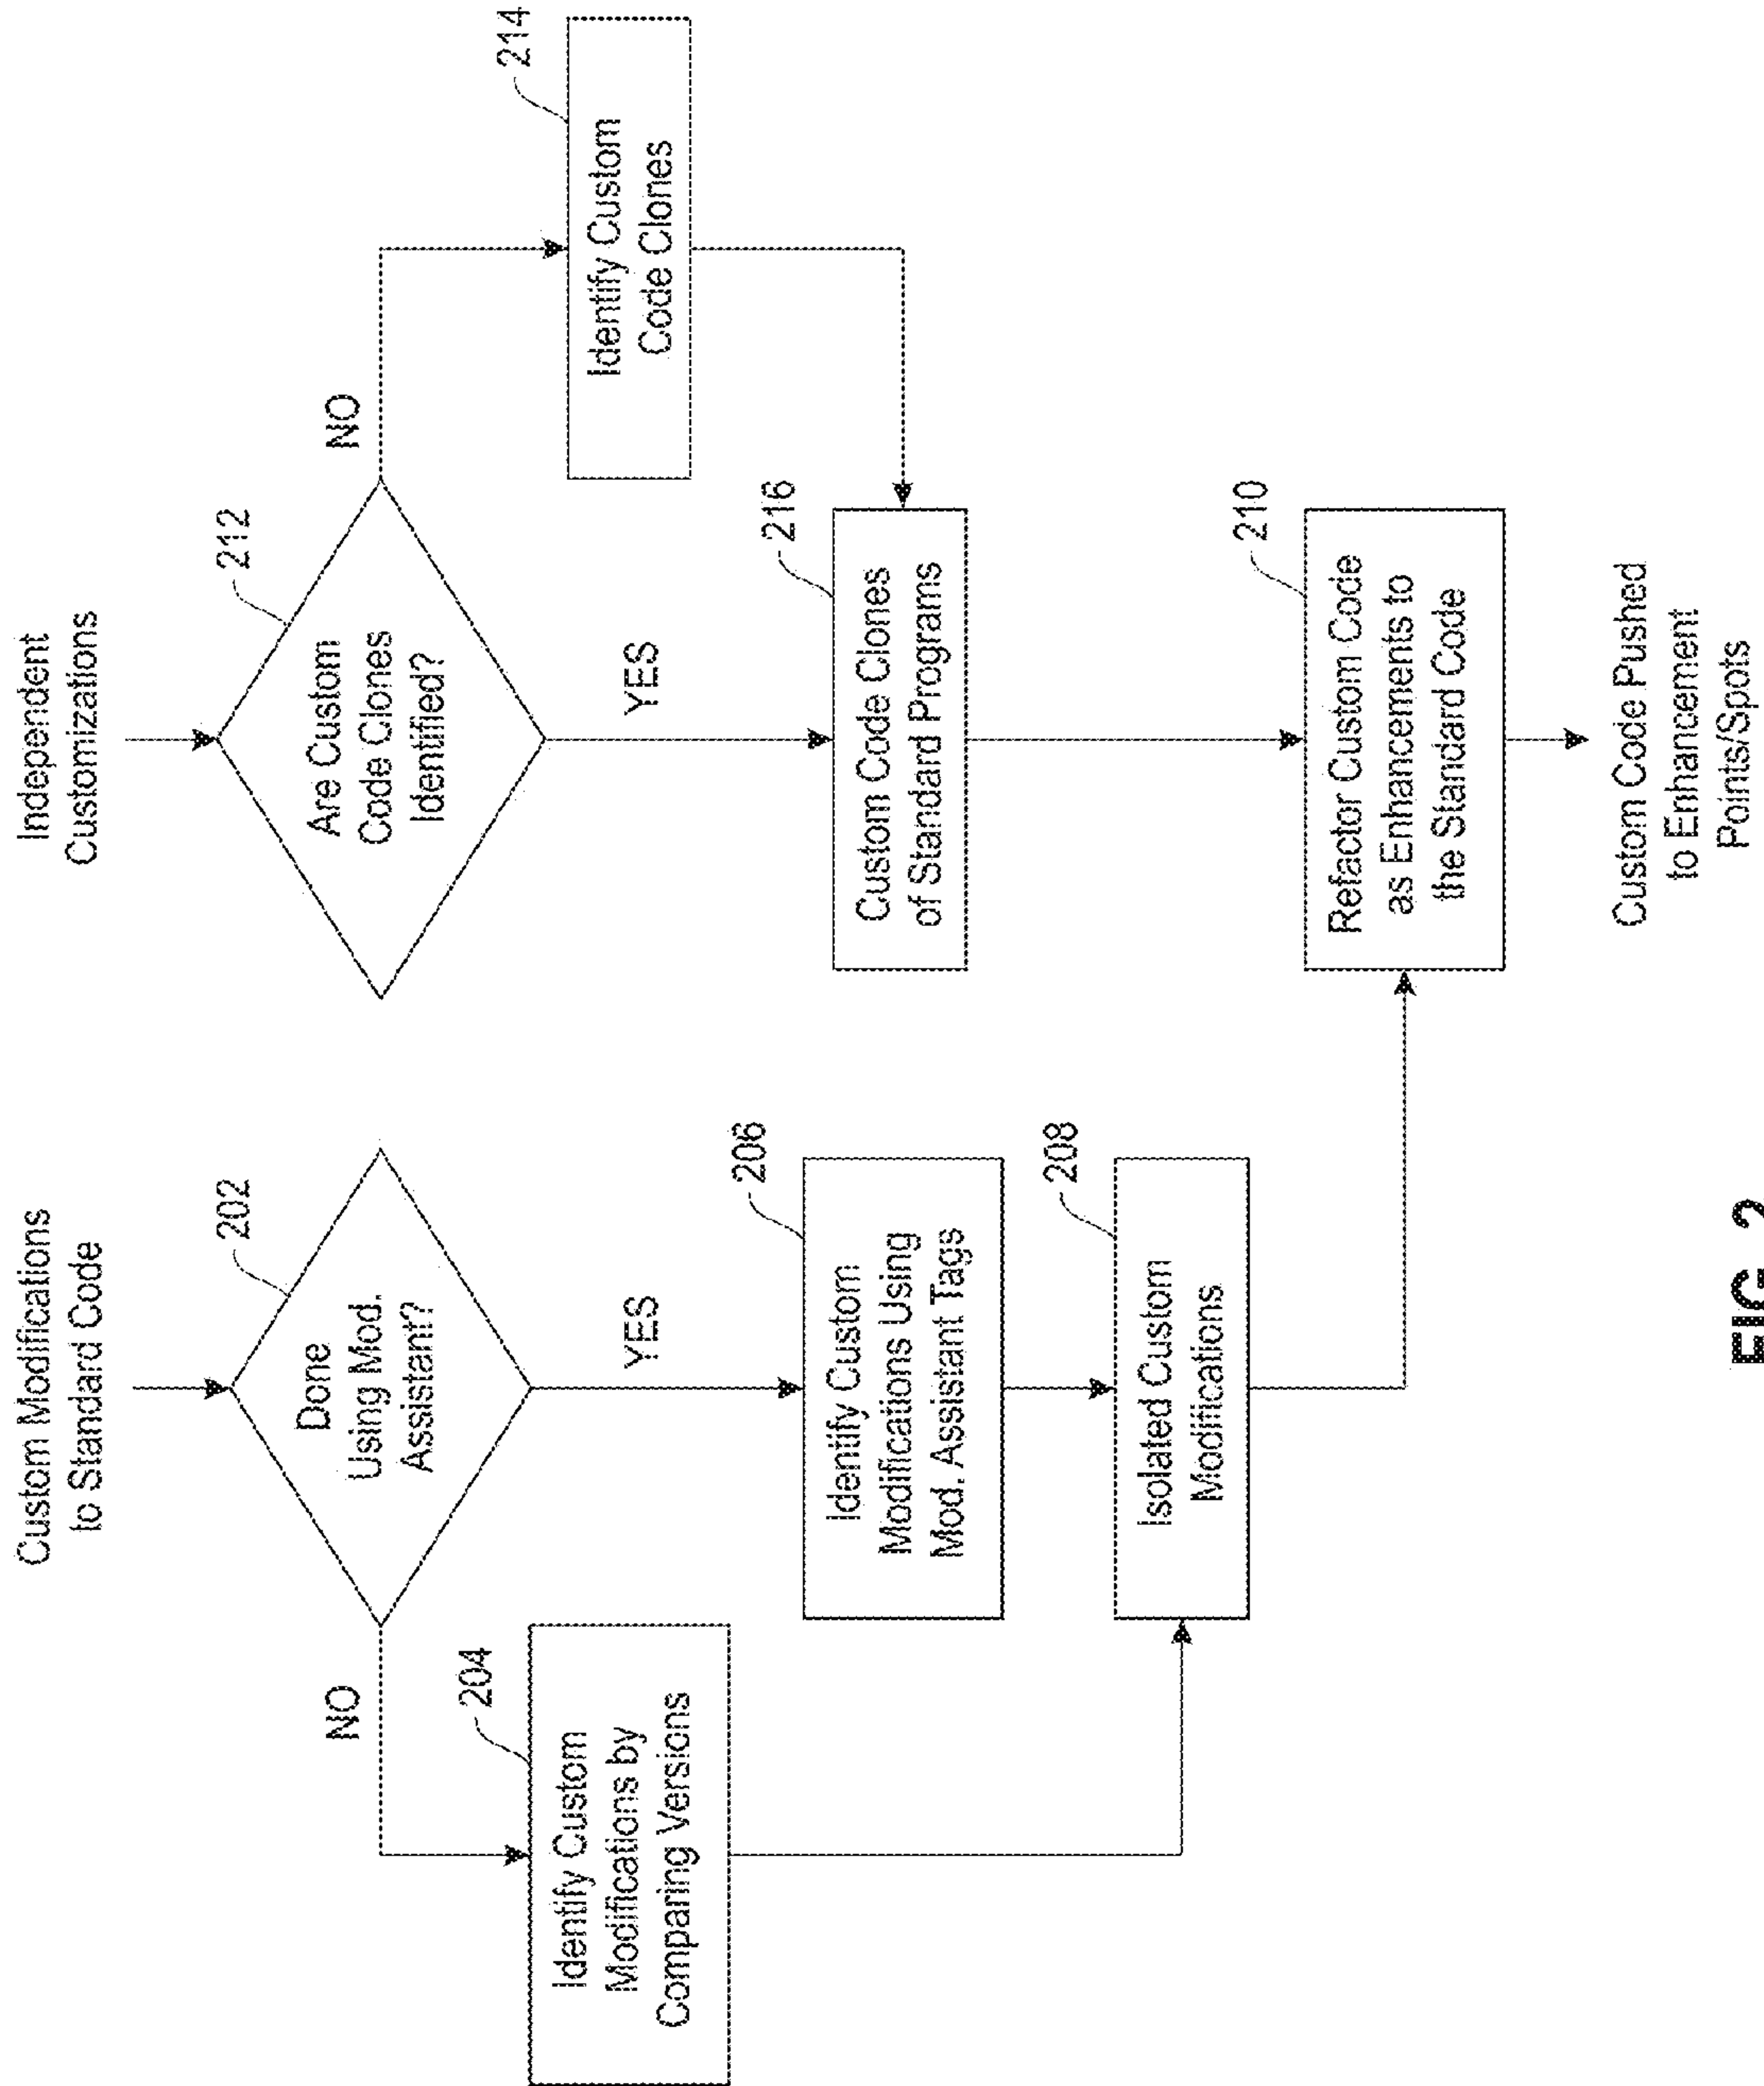 Custom Modifications
to Standard Code
202
Done
Using Mod.
Assistant?
NO
YES
204
Identify Custom
Modifications by
Comparing Versions
206
Identify Custom
Modifications Using
Mod. Assistant Tags
208
Isolated Custom
Modifications
Independent
Customizations
212
Are Custom
Code Clones
Identified?
NO
YES
214
Identify Custom
Code Clones
216
Custom Code Clones
of Standard Programs
210
Refactor Custom Code
as Enhancements to
the Standard Code
Custom Code Pushed
to Enhancement
Points/Spots
FIG. 2